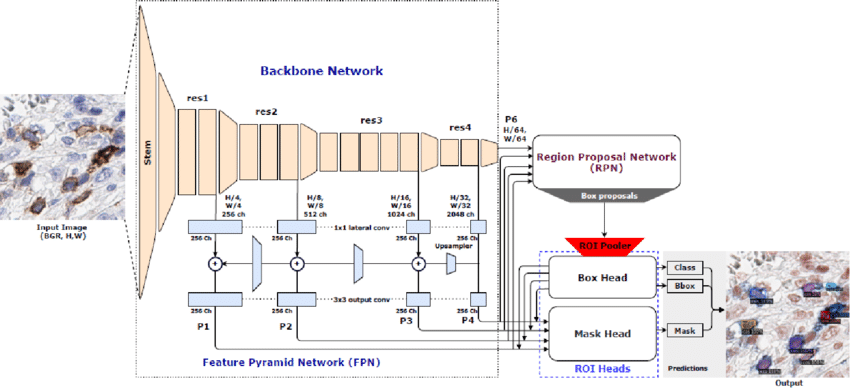 Backbone Network
res1
res2
res3
res4
Stem
P6
H/64,
W/64
Region Proposal Network
(RPN)
Box proposals
Input Image
(BGR, H,W)
H/4,
W/4
256 ch
H/8,
W/8
512 ch
H/16,
W/16
1024 ch
H/32,
W/32
2048 ch
1x1 lateral conv
256 Ch
256 Ch
256 Ch
256 Ch
Upsampler
ROI Pooler
Box Head
Class
Bbox
3x3 output conv
256 Ch
256 Ch
256 Ch
256 Ch
P1
P2
P3
P4
Mask Head
Mask
Feature Pyramid Network (FPN)
ROI Heads
Predictions
Output